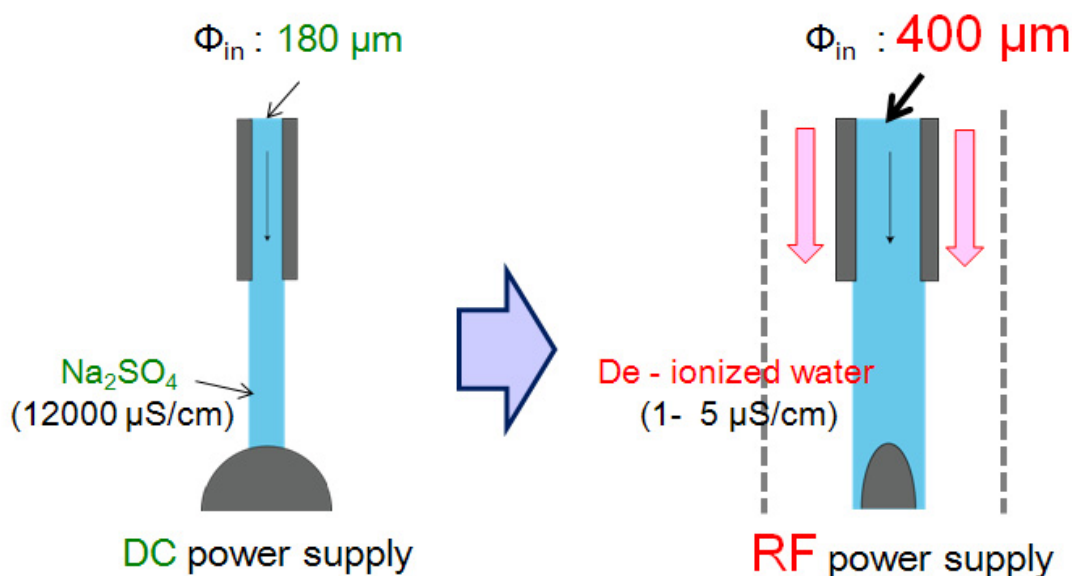 Φin : 180 µm
Φin : 400 µm
Na2SO4
(12000 µS/cm)
De - ionized water
(1- 5 µS/cm)
DC power supply
RF power supply